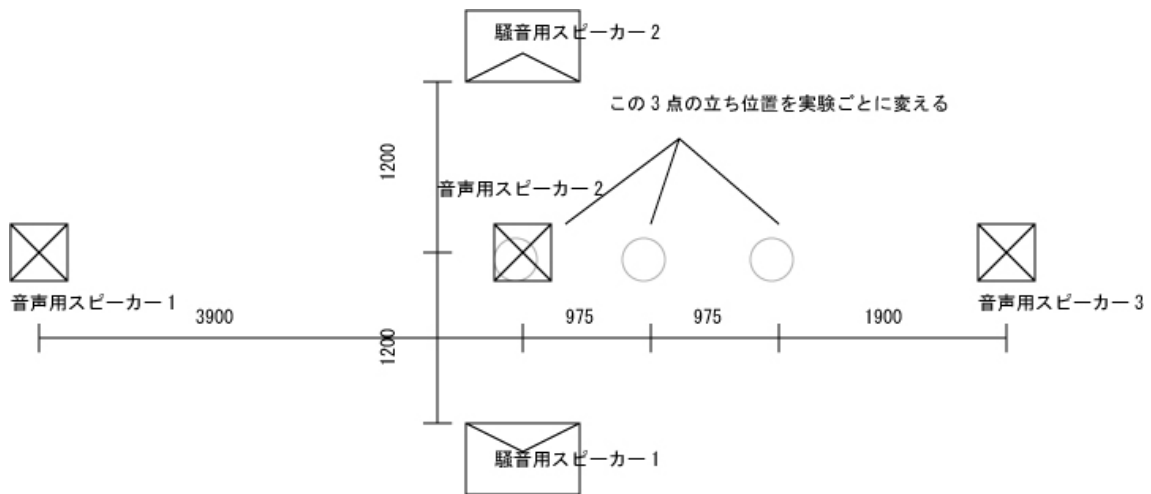 騒音用スピーカー2
この3点の立ち位置を実験ごとに変える
1200
音声用スピーカー2
音声用スピーカー1
音声用スピーカー3
3900
975
975
1900
1200
騒音用スピーカー1